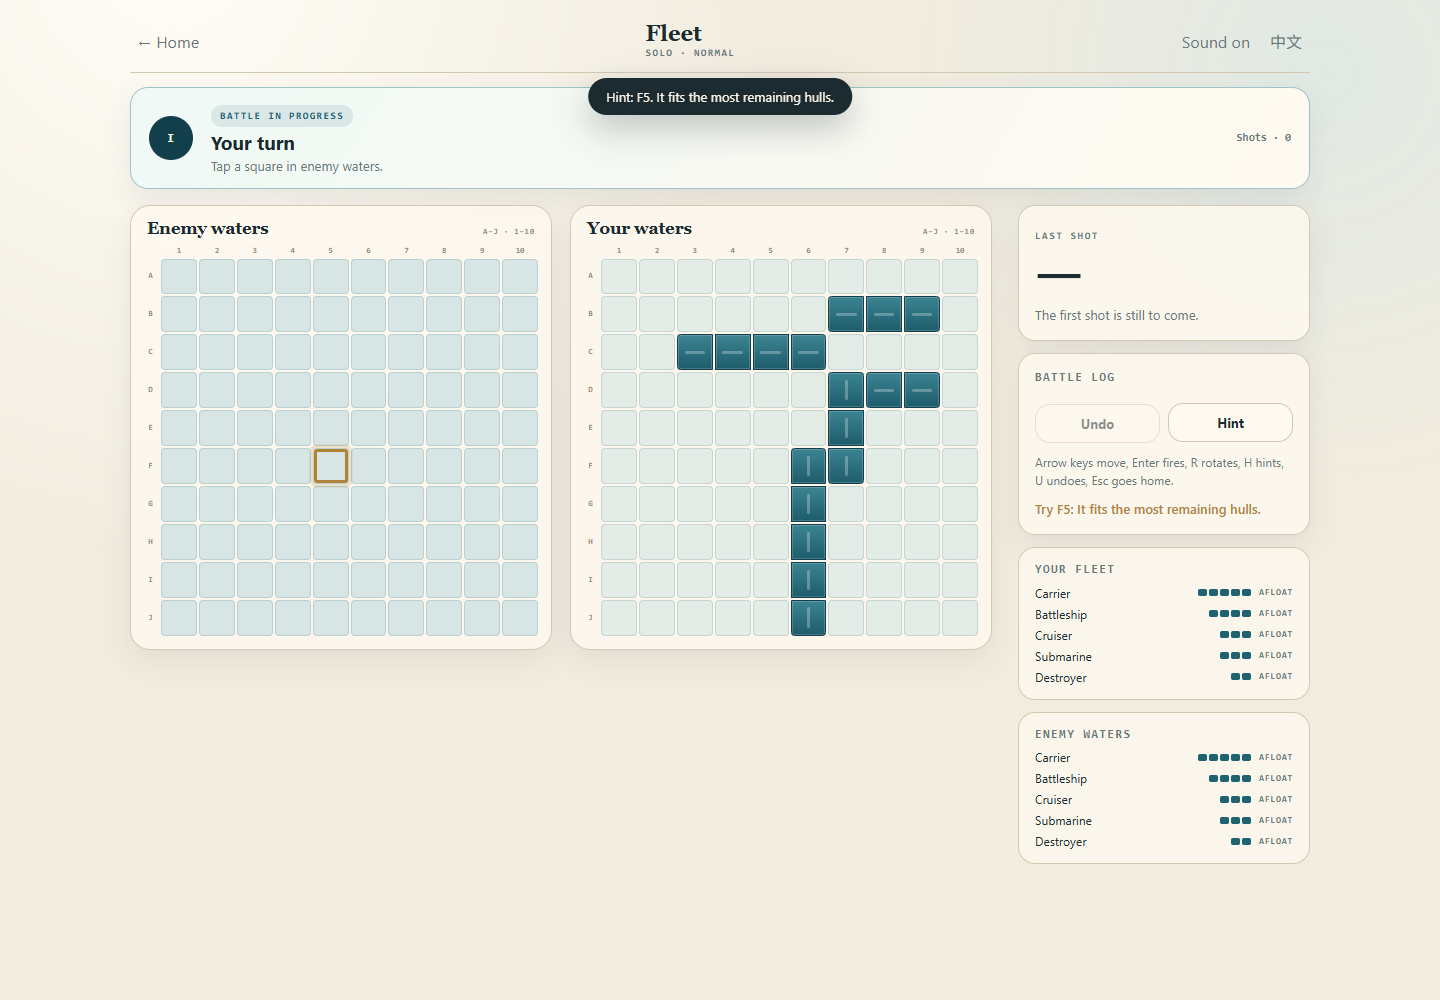 ← Home
Fleet
SOLO · NORMAL
Sound on
中文
Hint: F5. It fits the most remaining hulls.
I
BATTLE IN PROGRESS
Your turn
Tap a square in enemy waters.
Shots · 0
Enemy waters
A–J · 1–10
1 2 3 4 5 6 7 8 9 10
A
B
C
D
E
F
G
H
I
J
Your waters
A–J · 1–10
1 2 3 4 5 6 7 8 9 10
A
B
C
D
E
F
G
H
I
J
LAST SHOT
—
The first shot is still to come.
BATTLE LOG
Undo
Hint
Arrow keys move, Enter fires, R rotates, H hints,
U undoes, Esc goes home.
Try F5: It fits the most remaining hulls.
YOUR FLEET
Carrier AFLOAT
Battleship AFLOAT
Cruiser AFLOAT
Submarine AFLOAT
Destroyer AFLOAT
ENEMY WATERS
Carrier AFLOAT
Battleship AFLOAT
Cruiser AFLOAT
Submarine AFLOAT
Destroyer AFLOAT